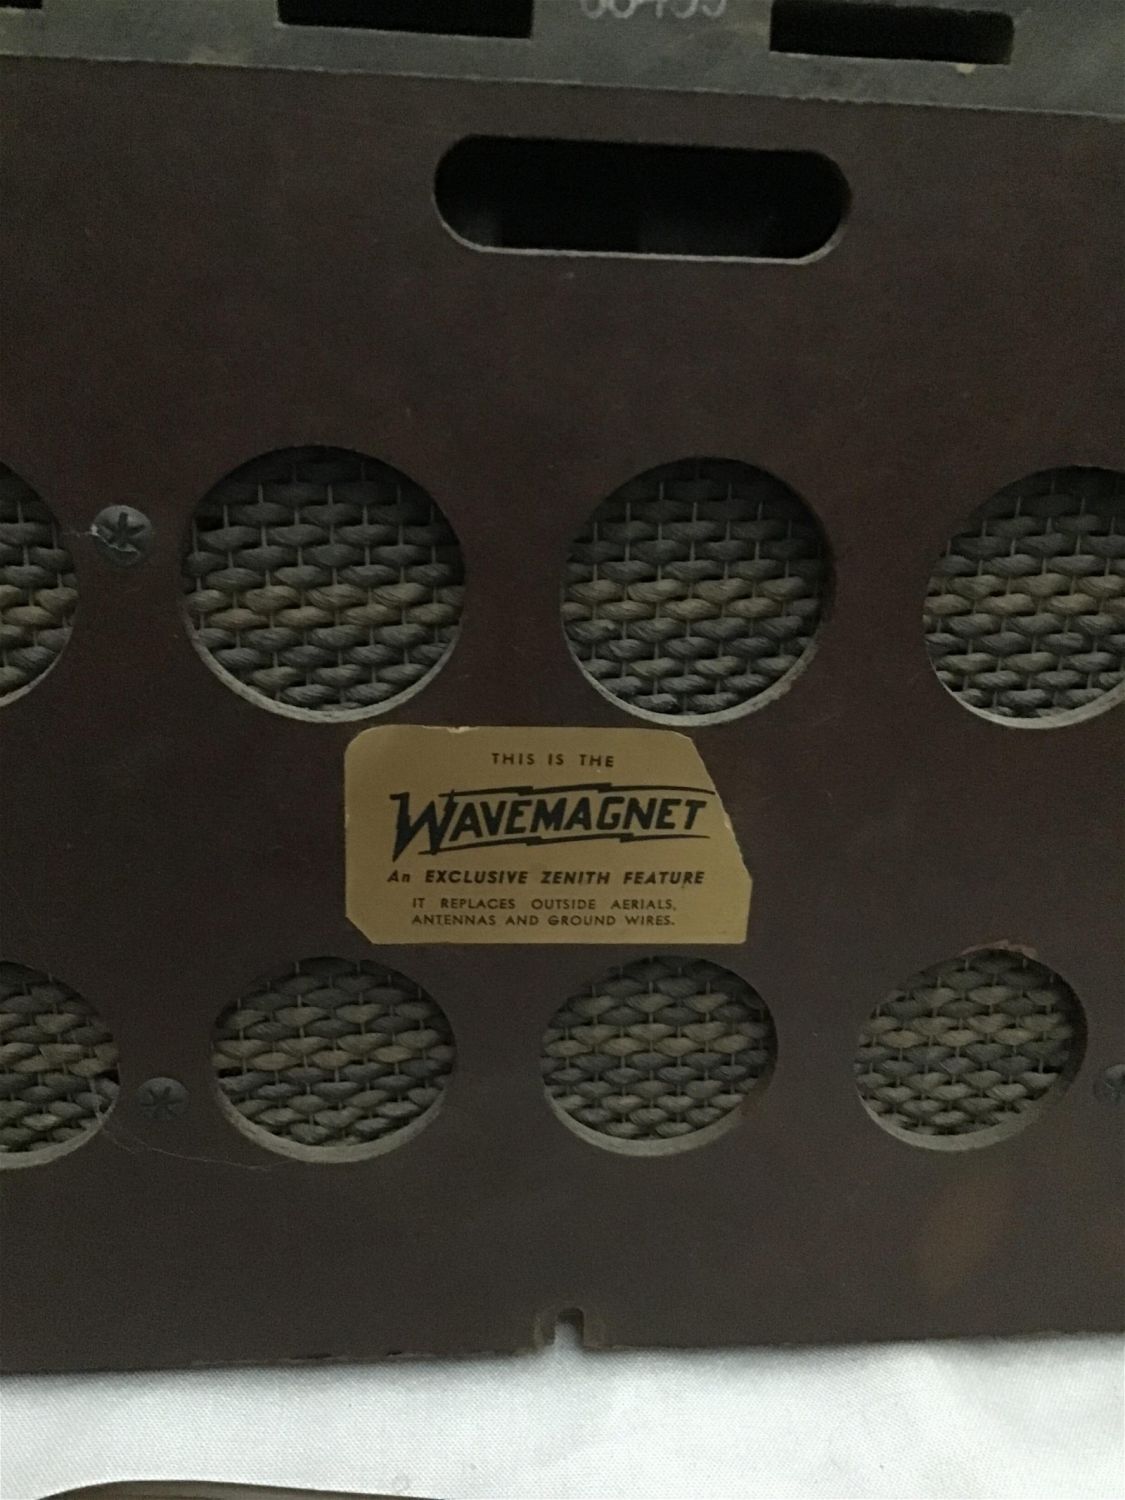 THIS IS THE
WAVEMAGNET
An EXCLUSIVE ZENITH FEATURE
IT REPLACES OUTSIDE AERIALS,
ANTENNAS AND GROUND WIRES.